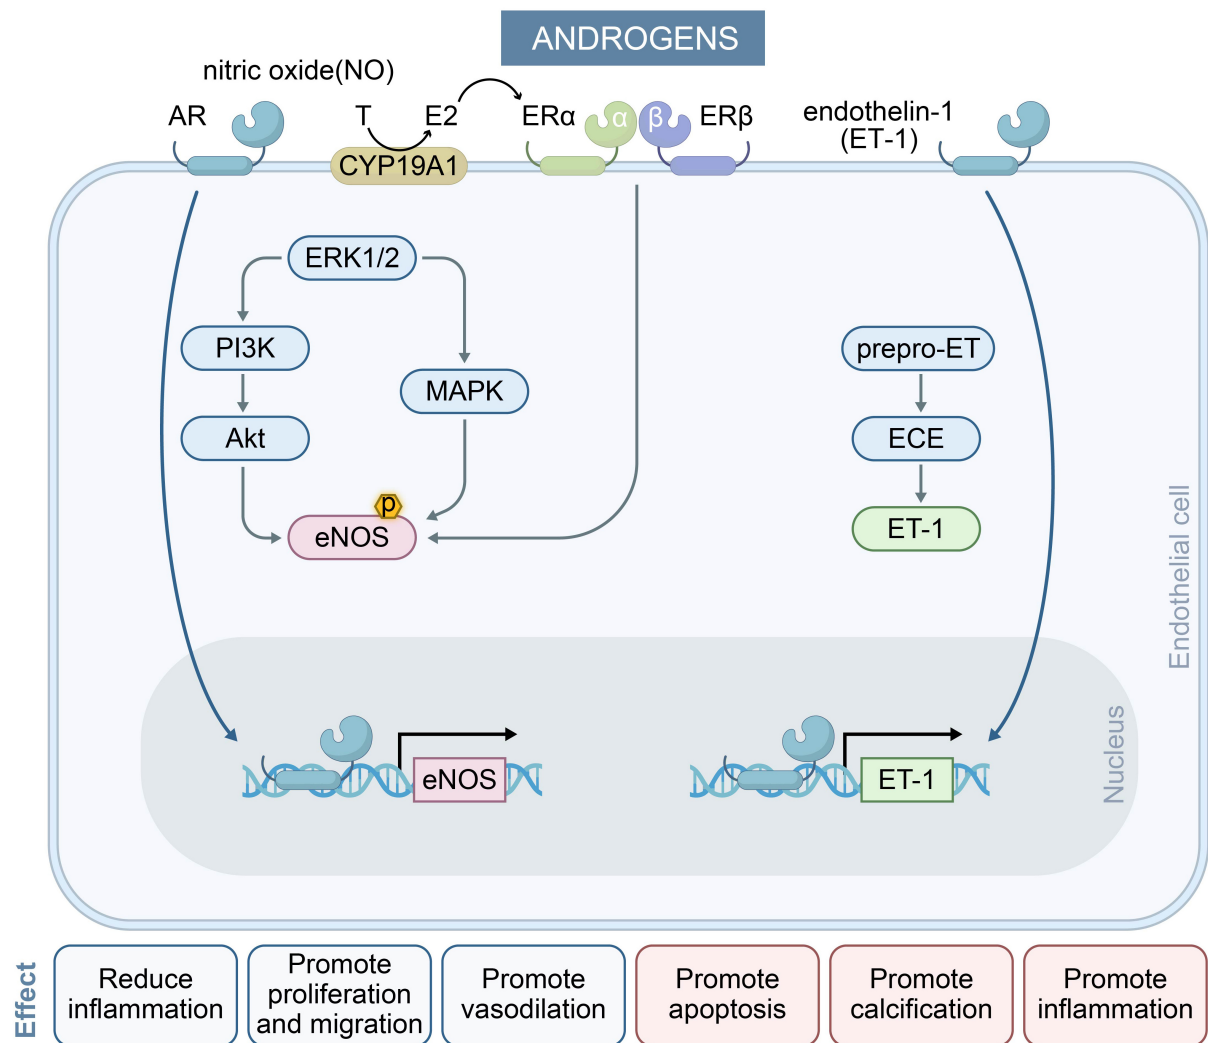 ANDROGENS
nitric oxide(NO)
AR
T
E2
ERα
α
β
ERβ
endothelin-1
(ET-1)
CYP19A1
ERK1/2
PI3K
MAPK
Akt
p
eNOS
prepro-ET
ECE
ET-1
Endothelial cell
Nucleus
eNOS
ET-1
Effect
Reduce
inflammation
Promote
proliferation
and migration
Promote
vasodilation
Promote
apoptosis
Promote
calcification
Promote
inflammation